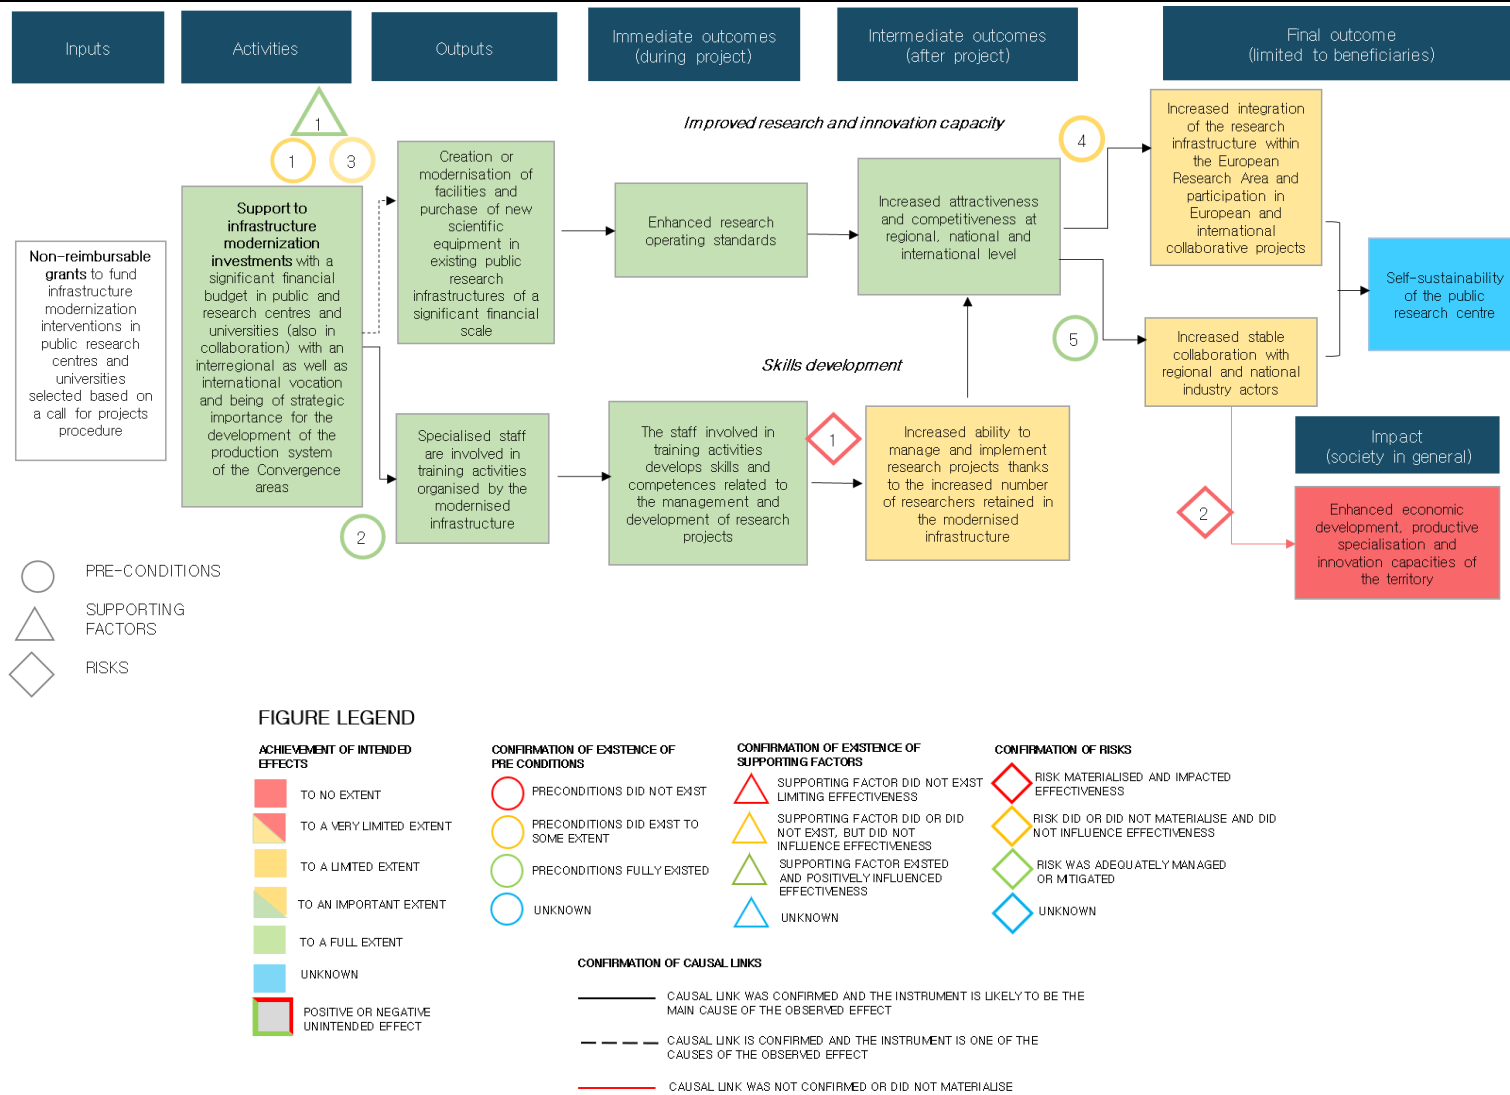 Inputs
Activities
Outputs
Immediate outcomes
(during project)
Intermediate outcomes
(after project)
Final outcome
(limited to beneficiaries)
Improved research and innovation capacity
1
1
3
4
Non-reimbursable
grants to fund
infrastructure
modernization
interventions in
public research
centres and
universities
selected based on
a call for projects
procedure
Support to
infrastructure
modernization
investments with a
significant financial
budget in public and
research centres and
universities (also in
collaboration) with an
interregional as well as
international vocation
and being of strategic
importance for the
development of the
production system
of the Convergence
areas
Creation or
modernisation of
facilities and
purchase of new
scientific
equipment in
existing public
research
infrastructures of a
significant financial
scale
Enhanced research
operating standards
Increased attractiveness
and competitiveness at
regional, national and
international level
Increased integration
of the research
infrastructure within
the European
Research Area and
participation in
European and
international
collaborative projects
Self-sustainability
of the public
research centre
5
Increased stable
collaboration with
regional and national
industry actors
Skills development
2
Specialised staff
are involved in
training activities
organised by the
modernised
infrastructure
The staff involved in
training activities
develops skills and
competences related to
the management and
development of research
projects
1
Increased ability to
manage and implement
research projects thanks
to the increased number
of researchers retained in
the modernised
infrastructure
Impact
(society in general)
2
Enhanced economic
development, productive
specialisation and
innovation capacities of
the territory
PRE-CONDITIONS
SUPPORTING
FACTORS
RISKS
FIGURE LEGEND
ACHIEVEMENT OF INTENDED
EFFECTS
TO NO EXTENT
TO A VERY LIMITED EXTENT
TO A LIMITED EXTENT
TO AN IMPORTANT EXTENT
TO A FULL EXTENT
UNKNOWN
POSITIVE OR NEGATIVE
UNINTENDED EFFECT
CONFIRMATION OF EXISTENCE OF
PRE CONDITIONS
PRECONDITIONS DID NOT EXIST
PRECONDITIONS DID EXIST TO
SOME EXTENT
PRECONDITIONS FULLY EXISTED
UNKNOWN
CONFIRMATION OF EXISTENCE OF
SUPPORTING FACTORS
SUPPORTING FACTOR DID NOT EXIST
LIMITING EFFECTIVENESS
SUPPORTING FACTOR DID OR DID
NOT EXIST, BUT DID NOT
INFLUENCE EFFECTIVENESS
SUPPORTING FACTOR EXISTED
AND POSITIVELY INFLUENCED
EFFECTIVENESS
UNKNOWN
CONFIRMATION OF RISKS
RISK MATERIALISED AND IMPACTED
EFFECTIVENESS
RISK DID OR DID NOT MATERIALISE AND DID
NOT INFLUENCE EFFECTIVENESS
RISK WAS ADEQUATELY MANAGED
OR MITIGATED
UNKNOWN
CONFIRMATION OF CAUSAL LINKS
CAUSAL LINK WAS CONFIRMED AND THE INSTRUMENT IS LIKELY TO BE THE
MAIN CAUSE OF THE OBSERVED EFFECT
CAUSAL LINK IS CONFIRMED AND THE INSTRUMENT IS ONE OF THE
CAUSES OF THE OBSERVED EFFECT
CAUSAL LINK WAS NOT CONFIRMED OR DID NOT MATERIALISE